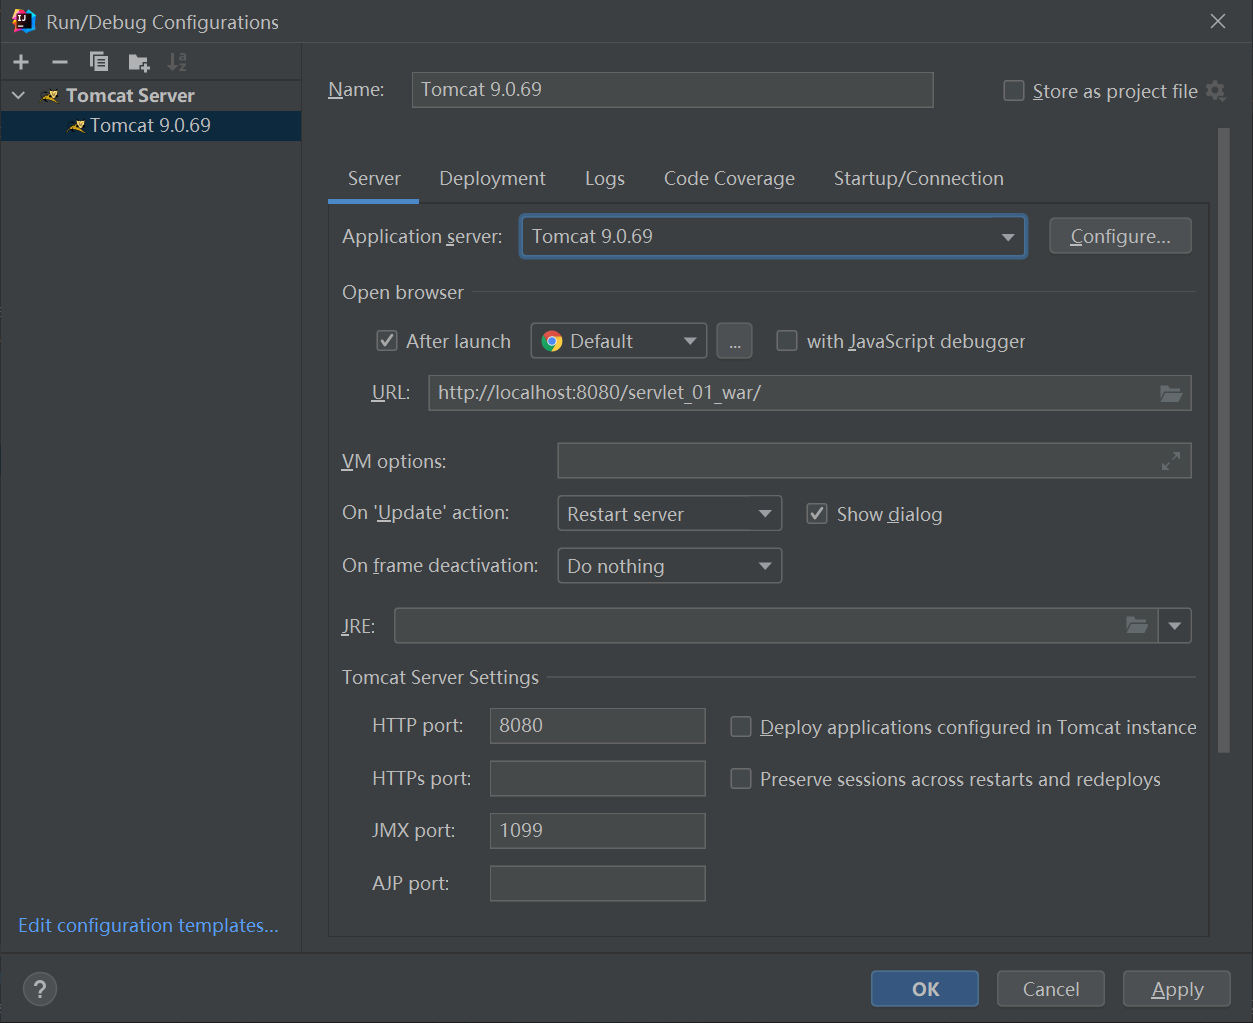 Run/Debug Configurations
Tomcat Server
Tomcat 9.0.69
Edit configuration templates...
Name: Tomcat 9.0.69 Store as project file
Server Deployment Logs Code Coverage Startup/Connection
Application server: Tomcat 9.0.69 Configure...
Open browser
After launch Default ... with JavaScript debugger
URL: http://localhost:8080/servlet_01_war/
VM options:
On 'Update' action: Restart server Show dialog
On frame deactivation: Do nothing
JRE:
Tomcat Server Settings
HTTP port: 8080 Deploy applications configured in Tomcat instance
HTTPs port: Preserve sessions across restarts and redeploys
JMX port: 1099
AJP port:
? OK Cancel Apply